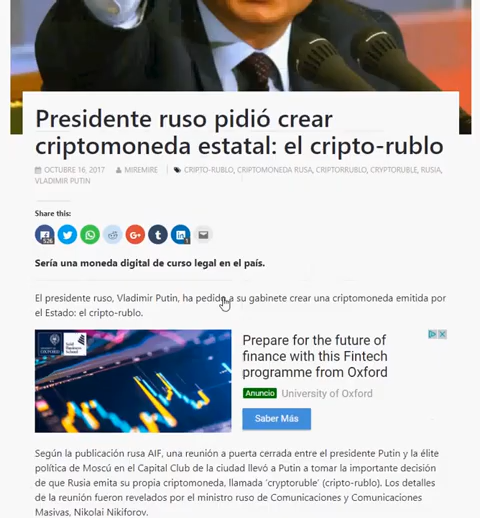 Presidente ruso pidió crear
criptomoneda estatal: el cripto-rublo
OCTUBRE 16, 2017 MIREMIRE CRIPTO-RUBLO, CRIPTOMONEDA RUSA, CRIPTORRUBLO, CRYPTORUBLE, RUSIA,
VLADIMIR PUTIN
Share this:
526
1
Sería una moneda digital de curso legal en el país.
El presidente ruso, Vladimir Putin, ha pedido a su gabinete crear una criptomoneda emitida por
el Estado: el cripto-rublo.
Prepare for the future of
finance with this Fintech
programme from Oxford
Anuncio University of Oxford
Saber Más
Según la publicación rusa AIF, una reunión a puerta cerrada entre el presidente Putin y la élite
política de Moscú en el Capital Club de la ciudad llevó a Putin a tomar la importante decisión
de que Rusia emita su propia criptomoneda, llamada ‘cryptoruble’ (cripto-rublo). Los detalles
de la reunión fueron revelados por el ministro ruso de Comunicaciones y Comunicaciones
Masivas, Nikolai Nikiforov.